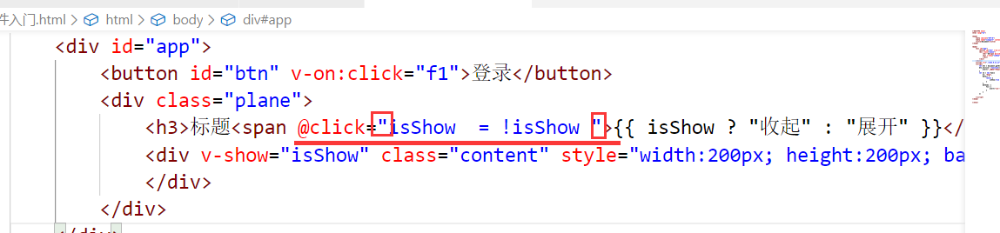 件入门.html > html > body > div#app
<div id="app">
<button id="btn" v-on:click="f1">登录</button>
<div class="plane">
<h3>标题<span @click="isShow  = !isShow ">{{ isShow ? "收起" : "展开" }}</
<div v-show="isShow" class="content" style="width:200px; height:200px; ba
</div>
</div>
</div>